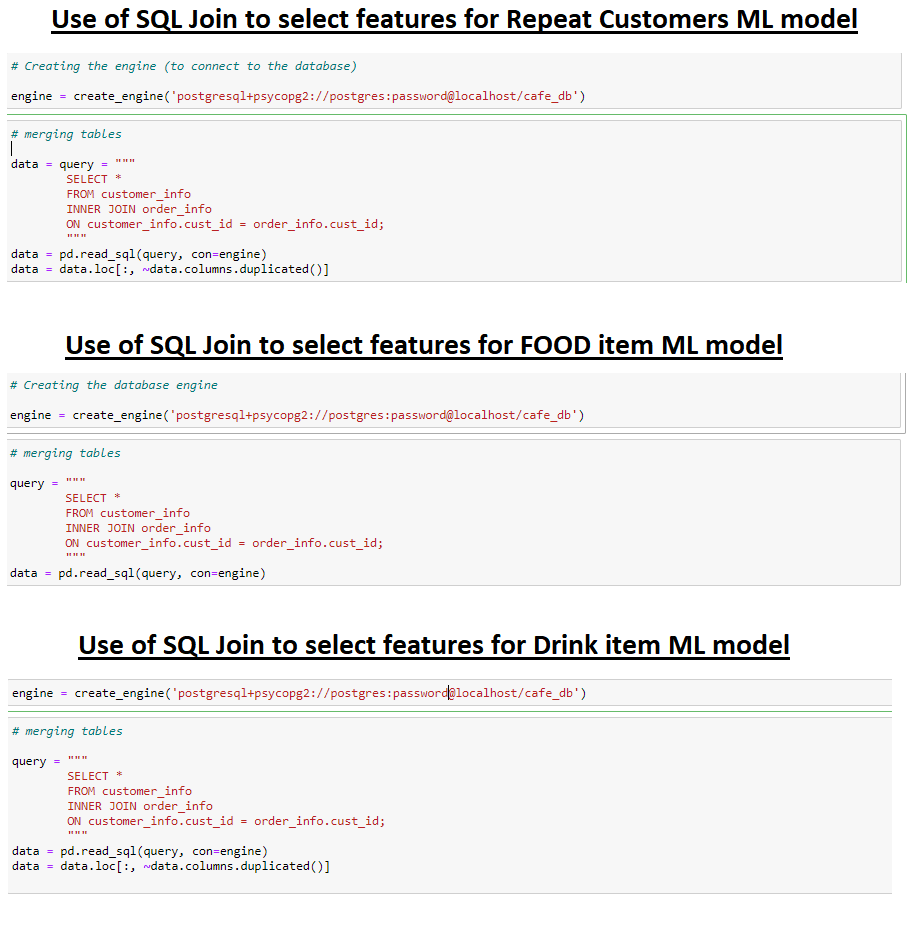 Use of SQL Join to select features for Repeat Customers ML model
# Creating the engine (to connect to the database)
engine = create_engine('postgresql+psycopg2://postgres:password@localhost/cafe_db')
# merging tables
data = query = """
SELECT *
FROM customer_info
INNER JOIN order_info
ON customer_info.cust_id = order_info.cust_id;
"""
data = pd.read_sql(query, con=engine)
data = data.loc[:, ~data.columns.duplicated()]
Use of SQL Join to select features for FOOD item ML model
# Creating the database engine
engine = create_engine('postgresql+psycopg2://postgres:password@localhost/cafe_db')
# merging tables
query = """
SELECT *
FROM customer_info
INNER JOIN order_info
ON customer_info.cust_id = order_info.cust_id;
"""
data = pd.read_sql(query, con=engine)
Use of SQL Join to select features for Drink item ML model
engine = create_engine('postgresql+psycopg2://postgres:password@localhost/cafe_db')
# merging tables
query = """
SELECT *
FROM customer_info
INNER JOIN order_info
ON customer_info.cust_id = order_info.cust_id;
"""
data = pd.read_sql(query, con=engine)
data = data.loc[:, ~data.columns.duplicated()]